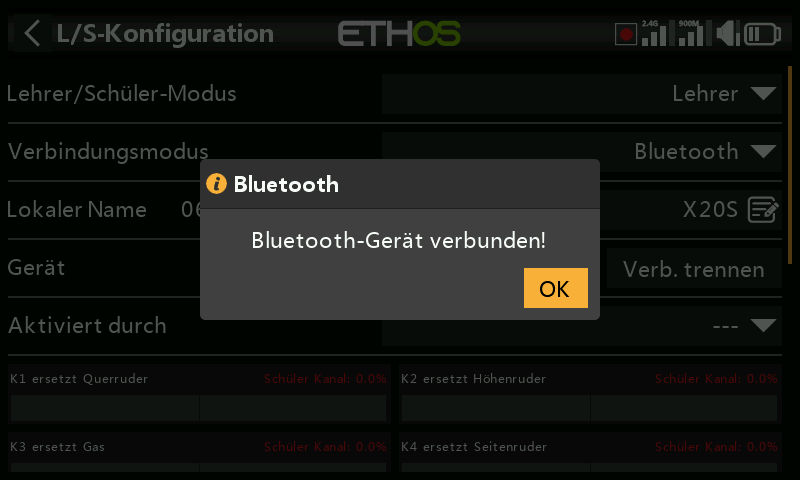 L/S-Konfiguration
ETHOS
2.4G
900M
Lehrer/Schüler-Modus
Lehrer
Verbindungsmodus
Bluetooth
Bluetooth
Lokaler Name
X20S
Bluetooth-Gerät verbunden!
Gerät
Verb. trennen
OK
Aktiviert durch
---
K1 ersetzt Querruder
Schüler Kanal: 0.0%
K2 ersetzt Höhenruder
Schüler Kanal: 0.0%
K3 ersetzt Gas
Schüler Kanal: 0.0%
K4 ersetzt Seitenruder
Schüler Kanal: 0.0%